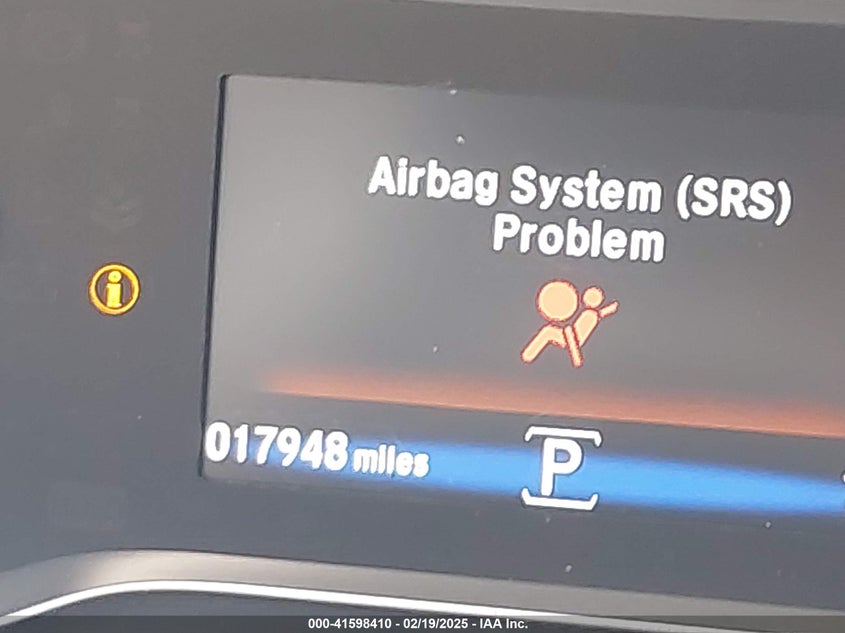 Airbag System (SRS)
Problem
017948 miles
P
000-41598410 - 02/19/2025 - IAA Inc.